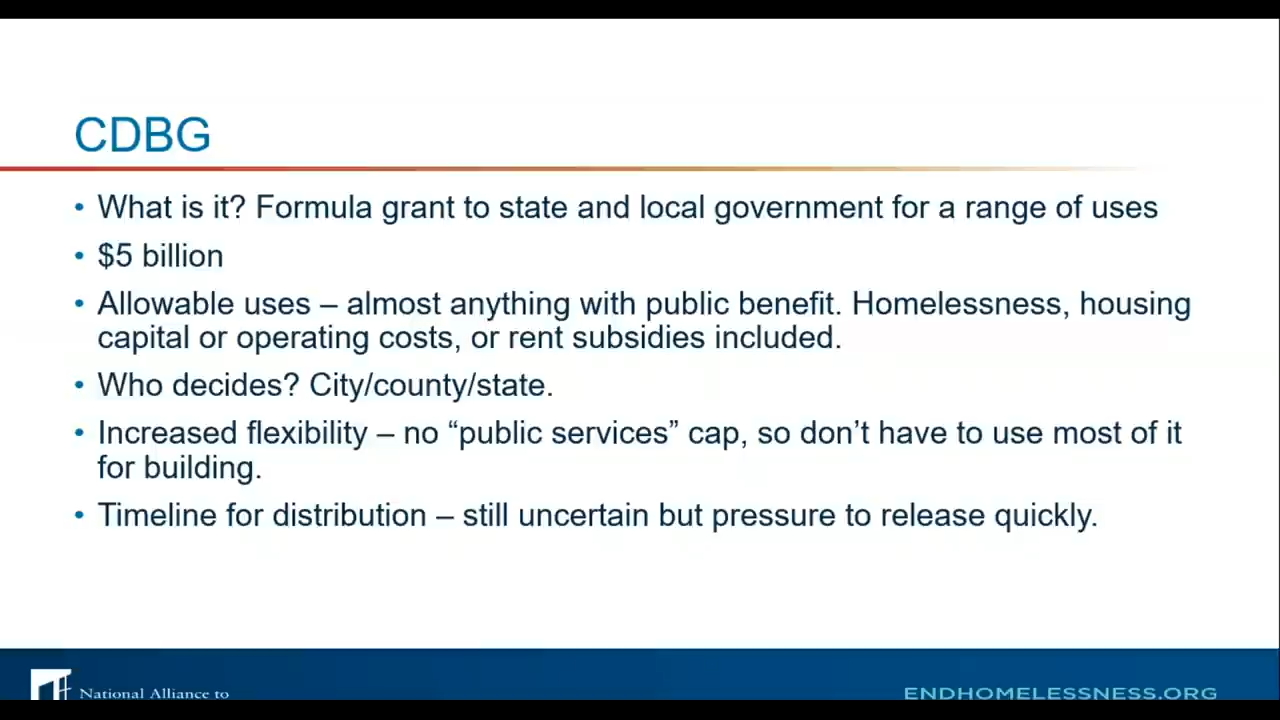 CDBG
• What is it? Formula grant to state and local government for a range of uses
• $5 billion
• Allowable uses – almost anything with public benefit. Homelessness, housing
capital or operating costs, or rent subsidies included.
• Who decides? City/county/state.
• Increased flexibility – no “public services” cap, so don’t have to use most of it
for building.
• Timeline for distribution – still uncertain but pressure to release quickly.
National Alliance to
ENDHOMELESSNESS.ORG